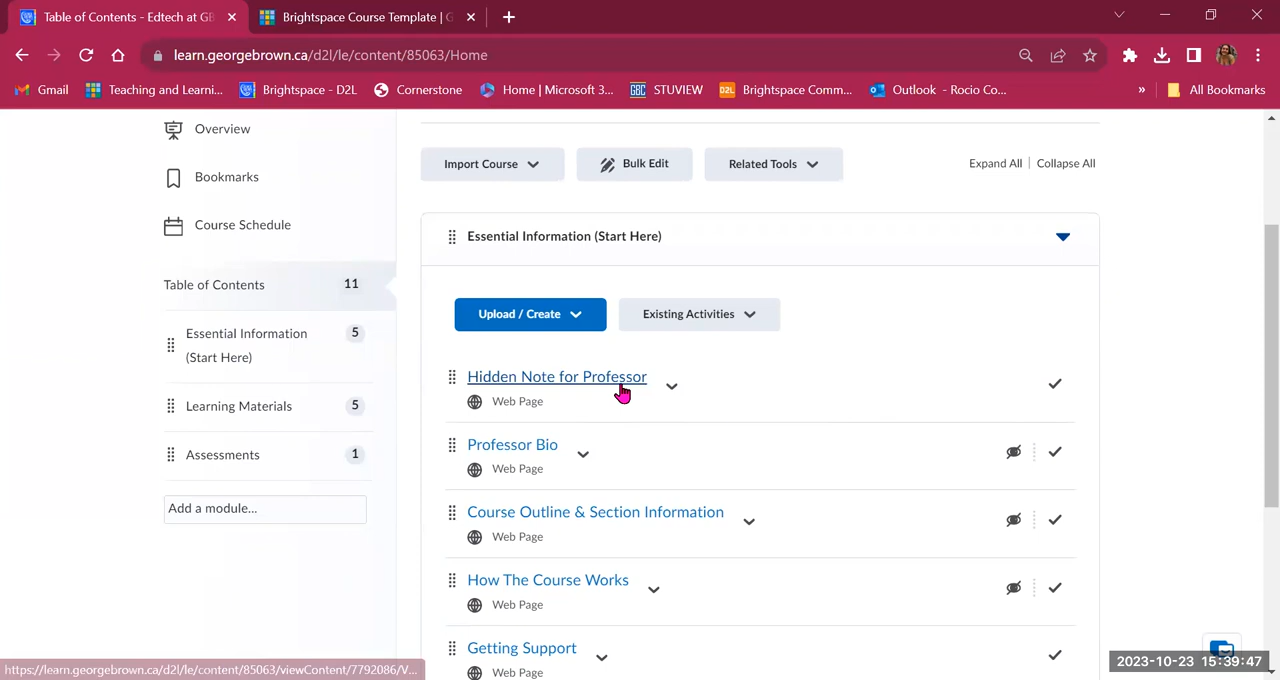 Table of Contents - Edtech at GB
Brightspace Course Template | G
learn.georgebrown.ca/d2l/le/content/85063/Home
Gmail
Teaching and Learni...
Brightspace - D2L
Cornerstone
Home | Microsoft 3...
GBC STUVIEW
D2L Brightspace Comm...
Outlook - Rocio Co...
»
All Bookmarks
Overview
Bookmarks
Course Schedule
Table of Contents 11
Essential Information
(Start Here) 5
Learning Materials 5
Assessments 1
Add a module...
Import Course
Bulk Edit
Related Tools
Expand All | Collapse All
Essential Information (Start Here)
Upload / Create
Existing Activities
Hidden Note for Professor
Web Page
Professor Bio
Web Page
Course Outline & Section Information
Web Page
How The Course Works
Web Page
Getting Support
Web Page
https://learn.georgebrown.ca/d2l/le/content/85063/viewContent/7792086/V...
2023-10-23 15:39:47